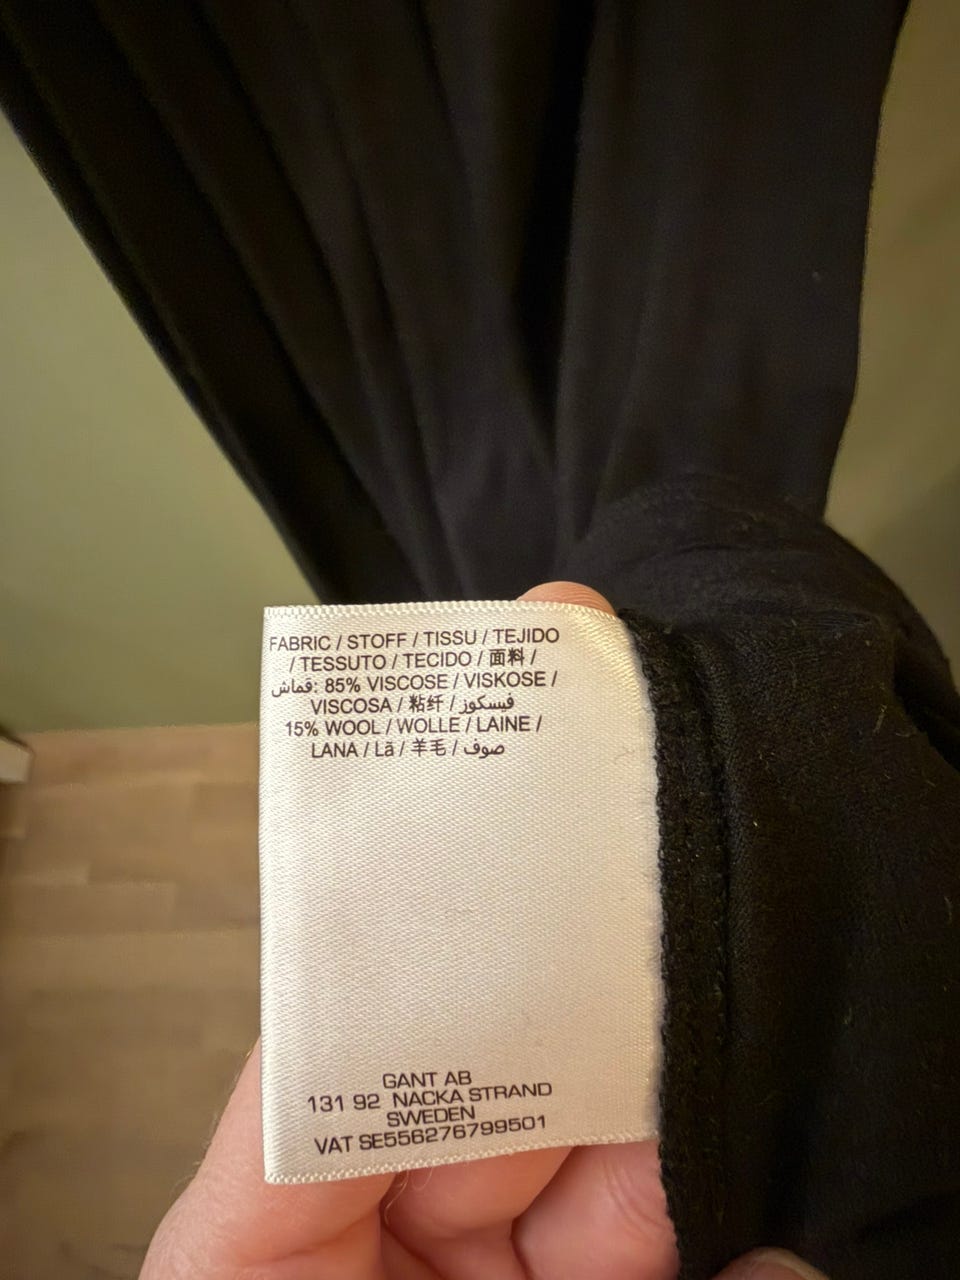 FABRIC / STOFF / TISSU / TEJIDO
/ TESSUTO / TECIDO / 面料 /
قماش: 85% VISCOSE / VISKOSE /
VISCOSA / 粘纤 / فيسكوز
15% WOOL / WOLLE / LAINE /
LANA / Lã / 羊毛 / صوف
GANT AB
131 92 NACKA STRAND
SWEDEN
VAT SE556276799501